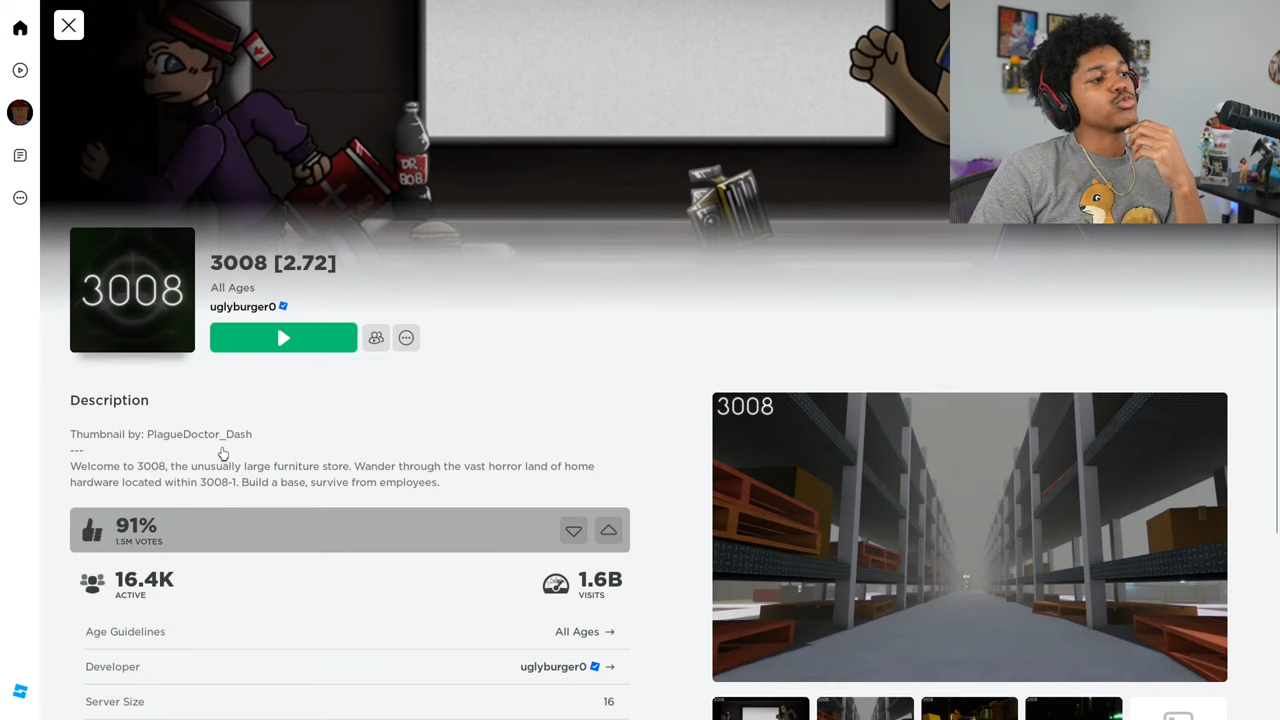 DR
BOB
3008
3008 [2.72]
All Ages
uglyburger0
Description
Thumbnail by: PlagueDoctor_Dash
---
Welcome to 3008, the unusually large furniture store. Wander through the vast horror land of home
hardware located within 3008-1. Build a base, survive from employees.
91%
1.5M VOTES
16.4K
ACTIVE
1.6B
VISITS
Age Guidelines
All Ages →
Developer
uglyburger0 →
Server Size
16
3008